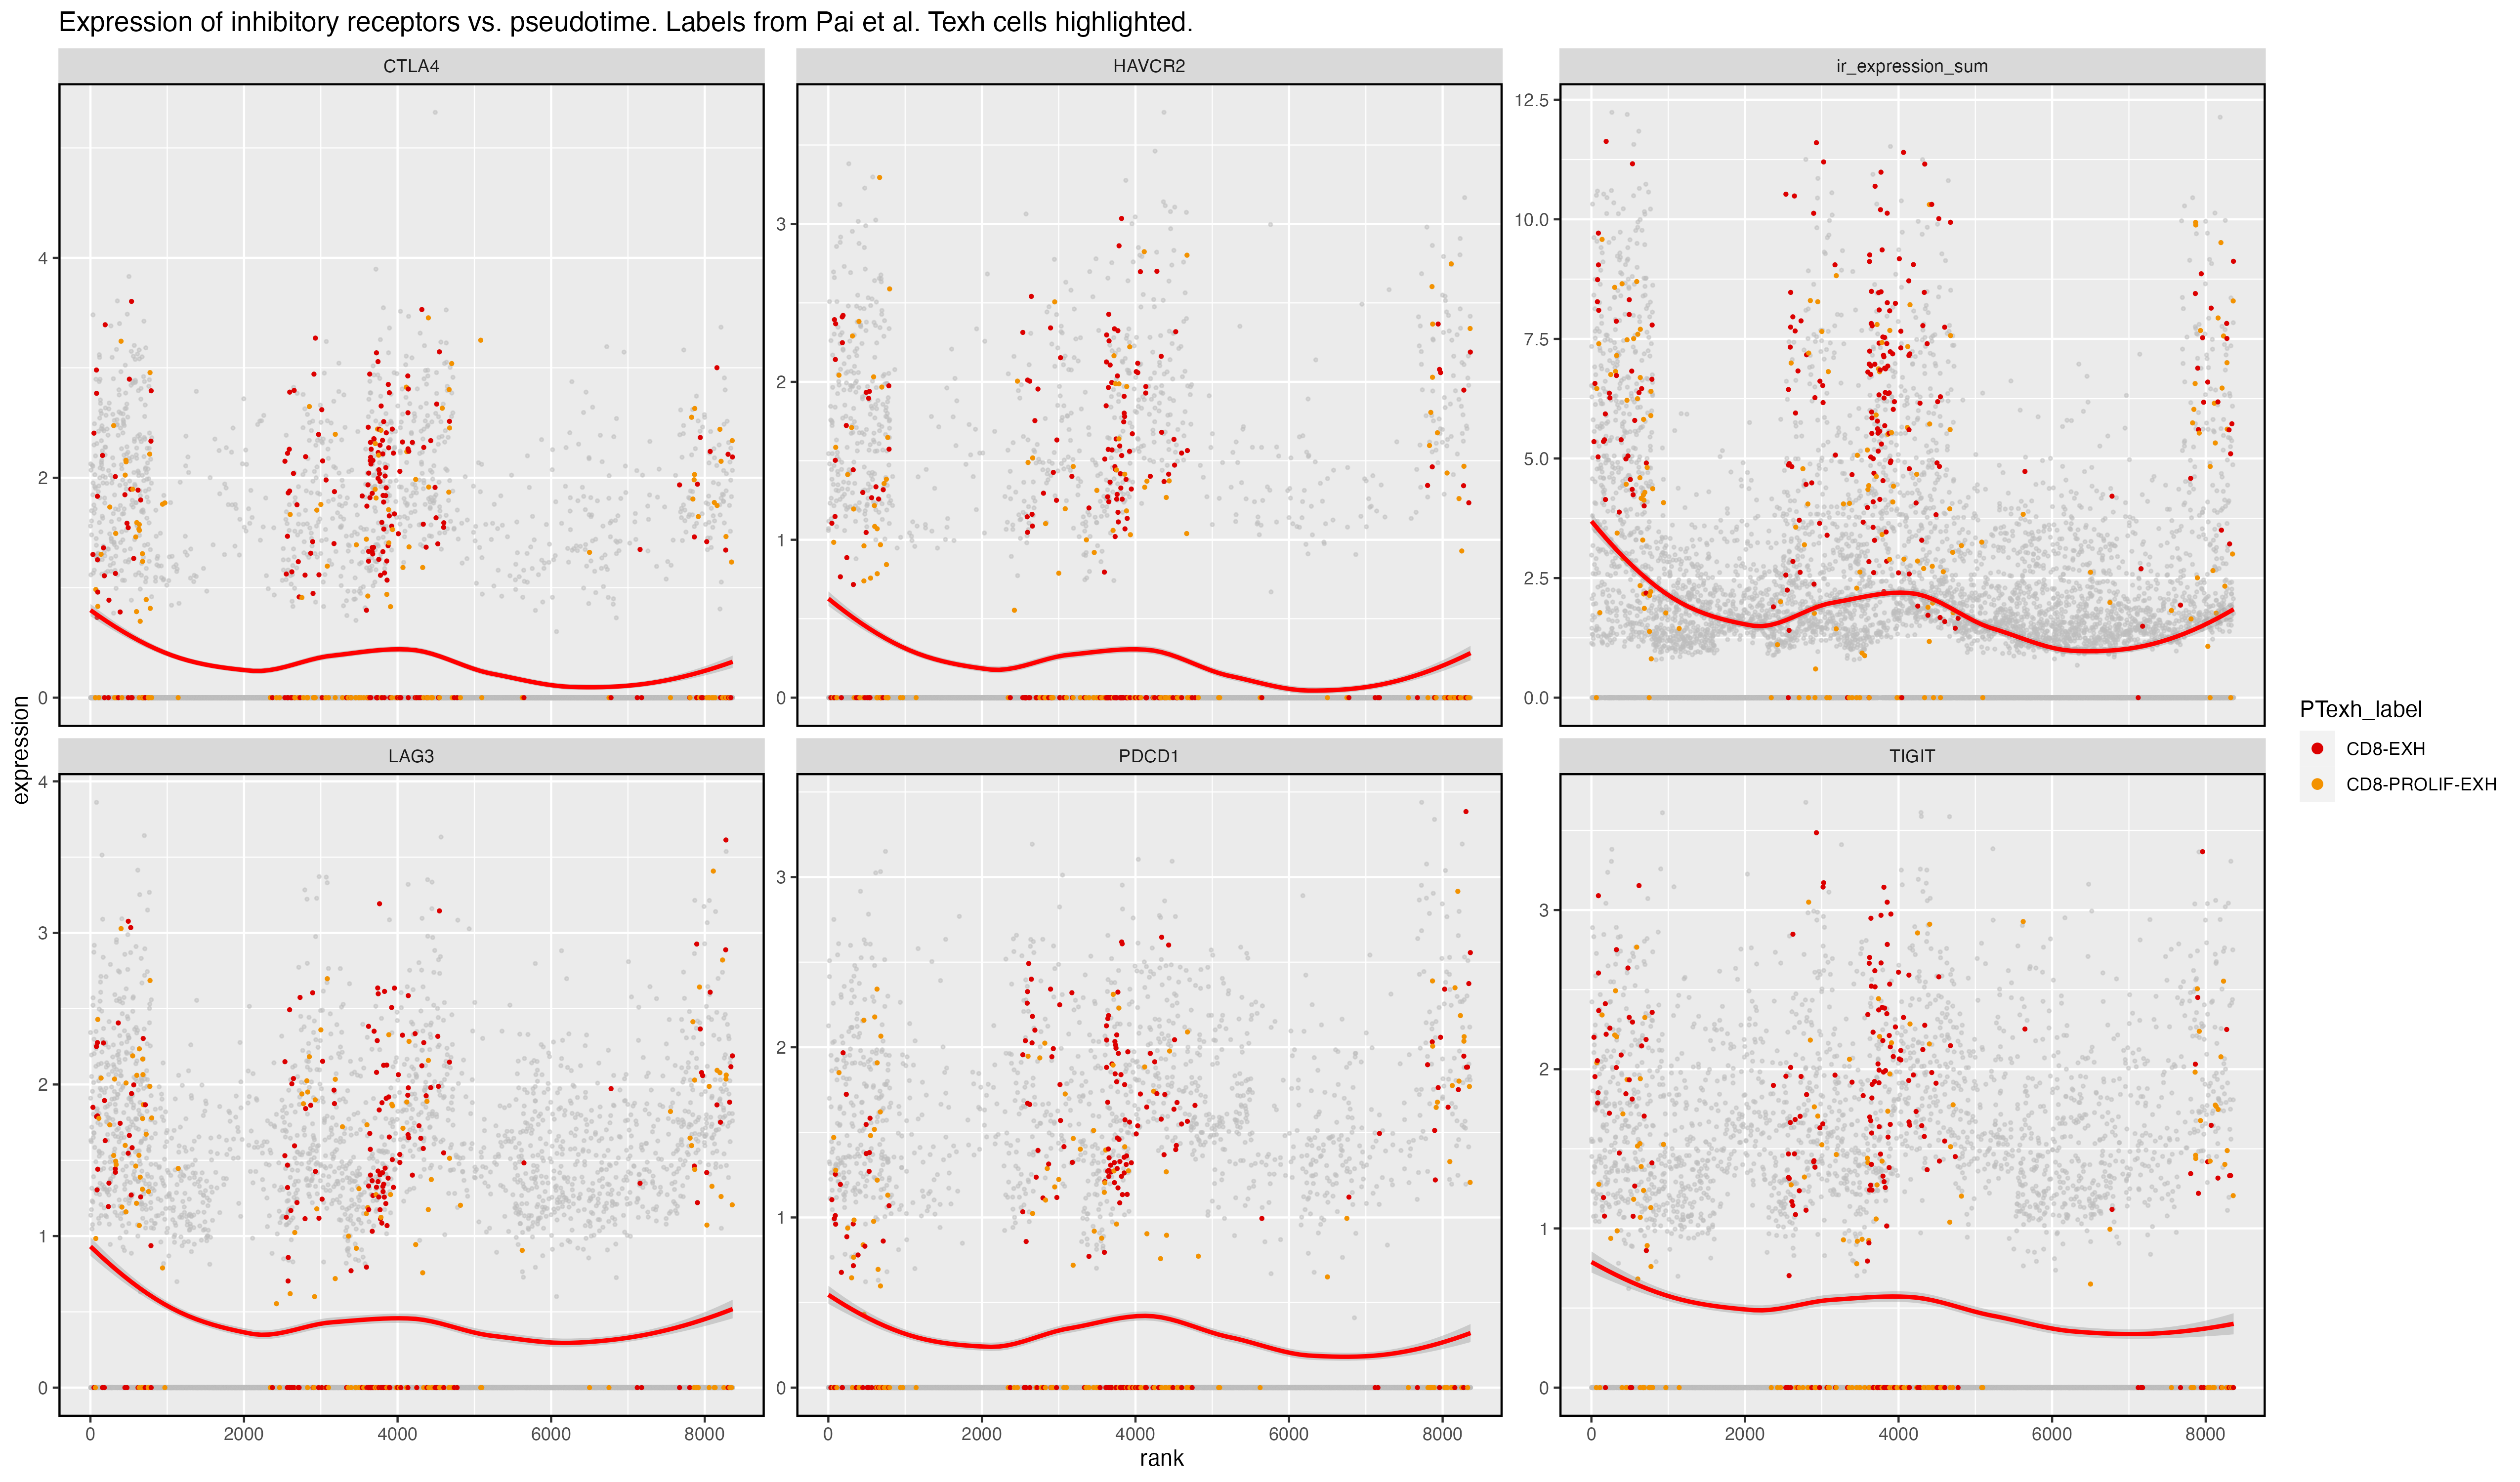 Expression of inhibitory receptors vs. pseudotime. Labels from Pai et al. Texh cells highlighted.
CTLA4
HAVCR2
ir_expression_sum
4
2
0
3
2
1
0
12.5
10.0
7.5
5.0
2.5
0.0
expression
LAG3
PDCD1
TIGIT
4
3
2
1
0
3
2
1
0
3
2
1
0
0 2000 4000 6000 8000
0 2000 4000 6000 8000
0 2000 4000 6000 8000
rank
PTexh_label
CD8-EXH
CD8-PROLIF-EXH